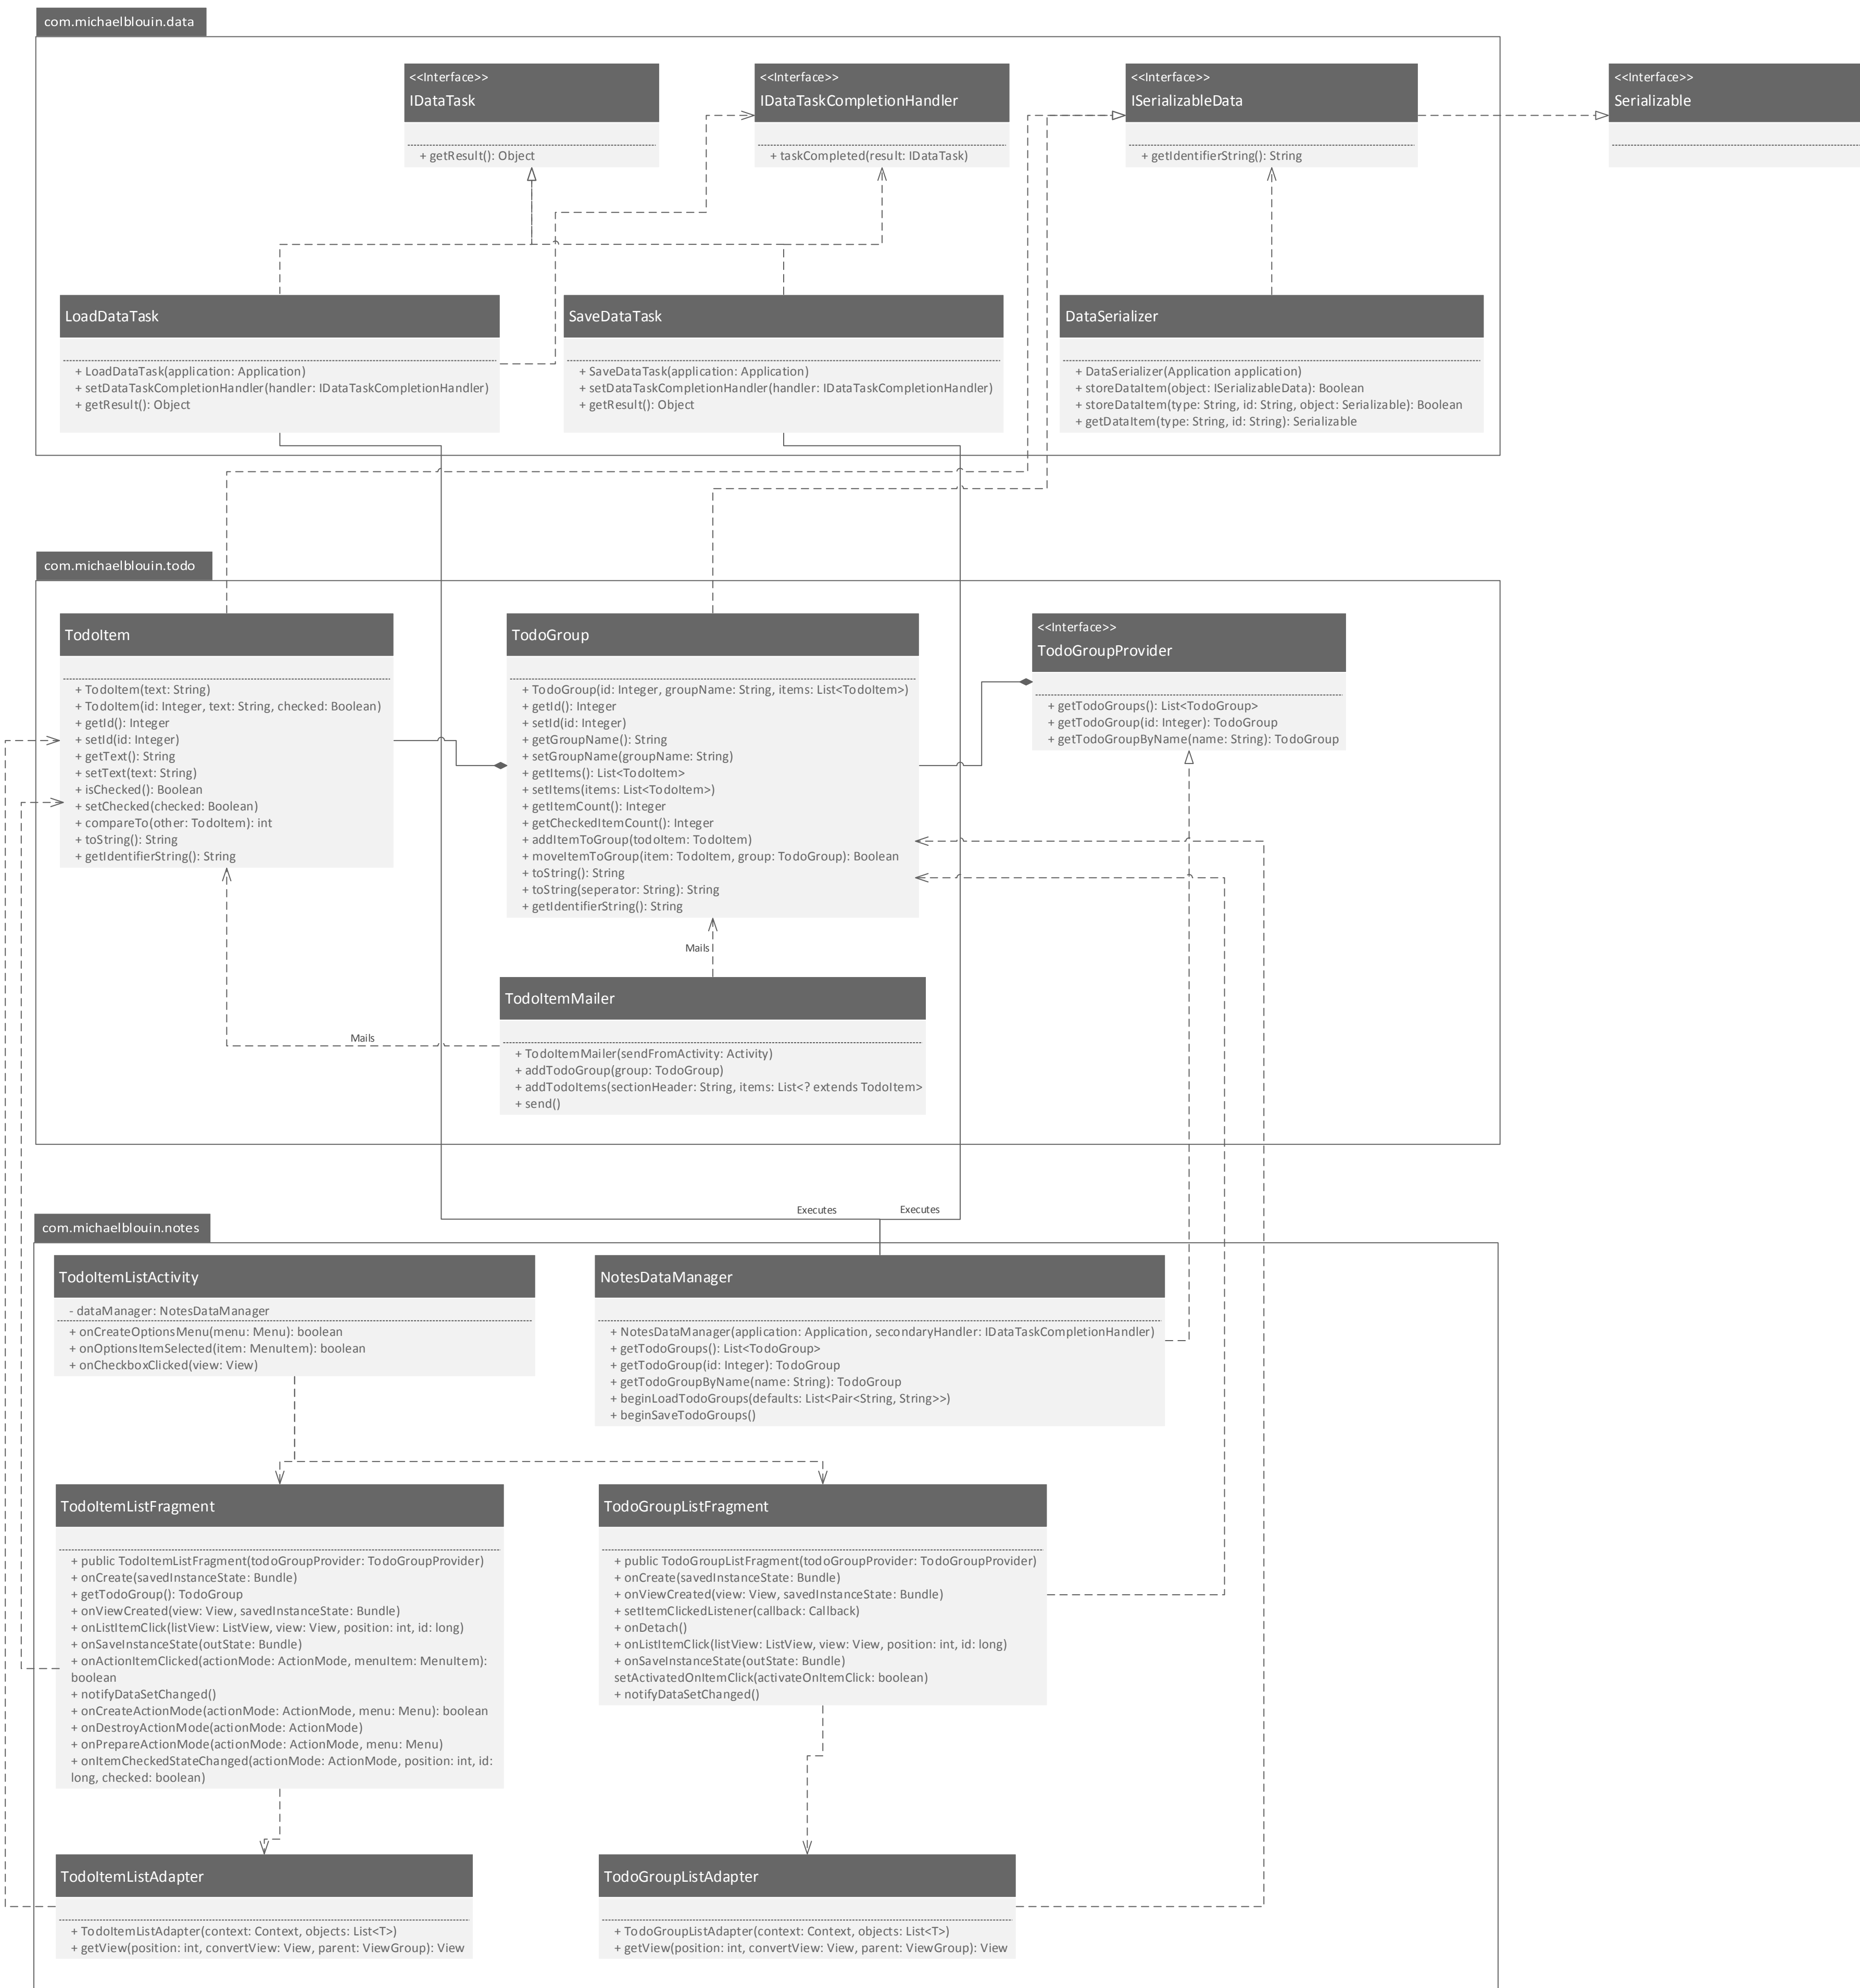 com.michaelblouin.data
<<Interface>>
IDataTask
+ getResult(): Object
<<Interface>>
IDataTaskCompletionHandler
+ taskCompleted(result: IDataTask)
<<Interface>>
ISerializableData
+ getIdentifierString(): String
<<Interface>>
Serializable
LoadDataTask
+ LoadDataTask(application: Application)
+ setDataTaskCompletionHandler(handler: IDataTaskCompletionHandler)
+ getResult(): Object
SaveDataTask
+ SaveDataTask(application: Application)
+ setDataTaskCompletionHandler(handler: IDataTaskCompletionHandler)
+ getResult(): Object
DataSerializer
+ DataSerializer(Application application)
+ storeDataItem(object: ISerializableData): Boolean
+ storeDataItem(type: String, id: String, object: Serializable): Boolean
+ getDataItem(type: String, id: String): Serializable
com.michaelblouin.todo
TodoItem
+ TodoItem(text: String)
+ TodoItem(id: Integer, text: String, checked: Boolean)
+ getId(): Integer
+ setId(id: Integer)
+ getText(): String
+ setText(text: String)
+ isChecked(): Boolean
+ setChecked(checked: Boolean)
+ compareTo(other: TodoItem): int
+ toString(): String
+ getIdentifierString(): String
TodoGroup
+ TodoGroup(id: Integer, groupName: String, items: List<TodoItem>)
+ getId(): Integer
+ setId(id: Integer)
+ getGroupName(): String
+ setGroupName(groupName: String)
+ getItems(): List<TodoItem>
+ setItems(items: List<TodoItem>)
+ getItemCount(): Integer
+ getCheckedItemCount(): Integer
+ addItemToGroup(todoItem: TodoItem)
+ moveItemToGroup(item: TodoItem, group: TodoGroup): Boolean
+ toString(): String
+ toString(seperator: String): String
+ getIdentifierString(): String
<<Interface>>
TodoGroupProvider
+ getTodoGroups(): List<TodoGroup>
+ getTodoGroup(id: Integer): TodoGroup
+ getTodoGroupByName(name: String): TodoGroup
Mails
TodoItemMailer
Mails
+ TodoItemMailer(sendFromActivity: Activity)
+ addTodoGroup(group: TodoGroup)
+ addTodoItems(sectionHeader: String, items: List<? extends TodoItem>
+ send()
Executes
Executes
com.michaelblouin.notes
TodoItemListActivity
- dataManager: NotesDataManager
+ onCreateOptionsMenu(menu: Menu): boolean
+ onOptionsItemSelected(item: MenuItem): boolean
+ onCheckboxClicked(view: View)
NotesDataManager
+ NotesDataManager(application: Application, secondaryHandler: IDataTaskCompletionHandler)
+ getTodoGroups(): List<TodoGroup>
+ getTodoGroup(id: Integer): TodoGroup
+ getTodoGroupByName(name: String): TodoGroup
+ beginLoadTodoGroups(defaults: List<Pair<String, String>>)
+ beginSaveTodoGroups()
TodoItemListFragment
+ public TodoItemListFragment(todoGroupProvider: TodoGroupProvider)
+ onCreate(savedInstanceState: Bundle)
+ getTodoGroup(): TodoGroup
+ onViewCreated(view: View, savedInstanceState: Bundle)
+ onListItemClick(listView: ListView, view: View, position: int, id: long)
+ onSaveInstanceState(outState: Bundle)
+ onActionItemClicked(actionMode: ActionMode, menuItem: MenuItem):
boolean
+ notifyDataSetChanged()
+ onCreateActionMode(actionMode: ActionMode, menu: Menu): boolean
+ onDestroyActionMode(actionMode: ActionMode)
+ onPrepareActionMode(actionMode: ActionMode, menu: Menu)
+ onItemCheckedStateChanged(actionMode: ActionMode, position: int, id:
long, checked: boolean)
TodoGroupListFragment
+ public TodoGroupListFragment(todoGroupProvider: TodoGroupProvider)
+ onCreate(savedInstanceState: Bundle)
+ onViewCreated(view: View, savedInstanceState: Bundle)
+ setItemClickedListener(callback: Callback)
+ onDetach()
+ onListItemClick(listView: ListView, view: View, position: int, id: long)
+ onSaveInstanceState(outState: Bundle)
setActivatedOnItemClick(activateOnItemClick: boolean)
+ notifyDataSetChanged()
TodoItemListAdapter
+ TodoItemListAdapter(context: Context, objects: List<T>)
+ getView(position: int, convertView: View, parent: ViewGroup): View
TodoGroupListAdapter
+ TodoGroupListAdapter(context: Context, objects: List<T>)
+ getView(position: int, convertView: View, parent: ViewGroup): View